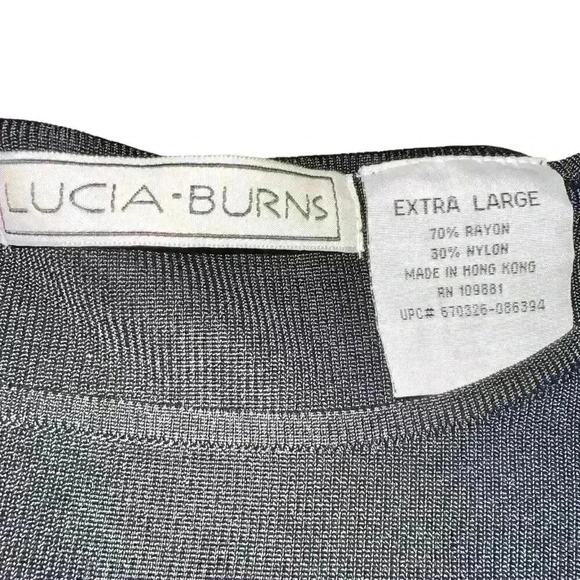 LUCIA-BURNS
EXTRA LARGE
70% RAYON
30% NYLON
MADE IN HONG KONG
RN 109881
UPC# 670326-086394